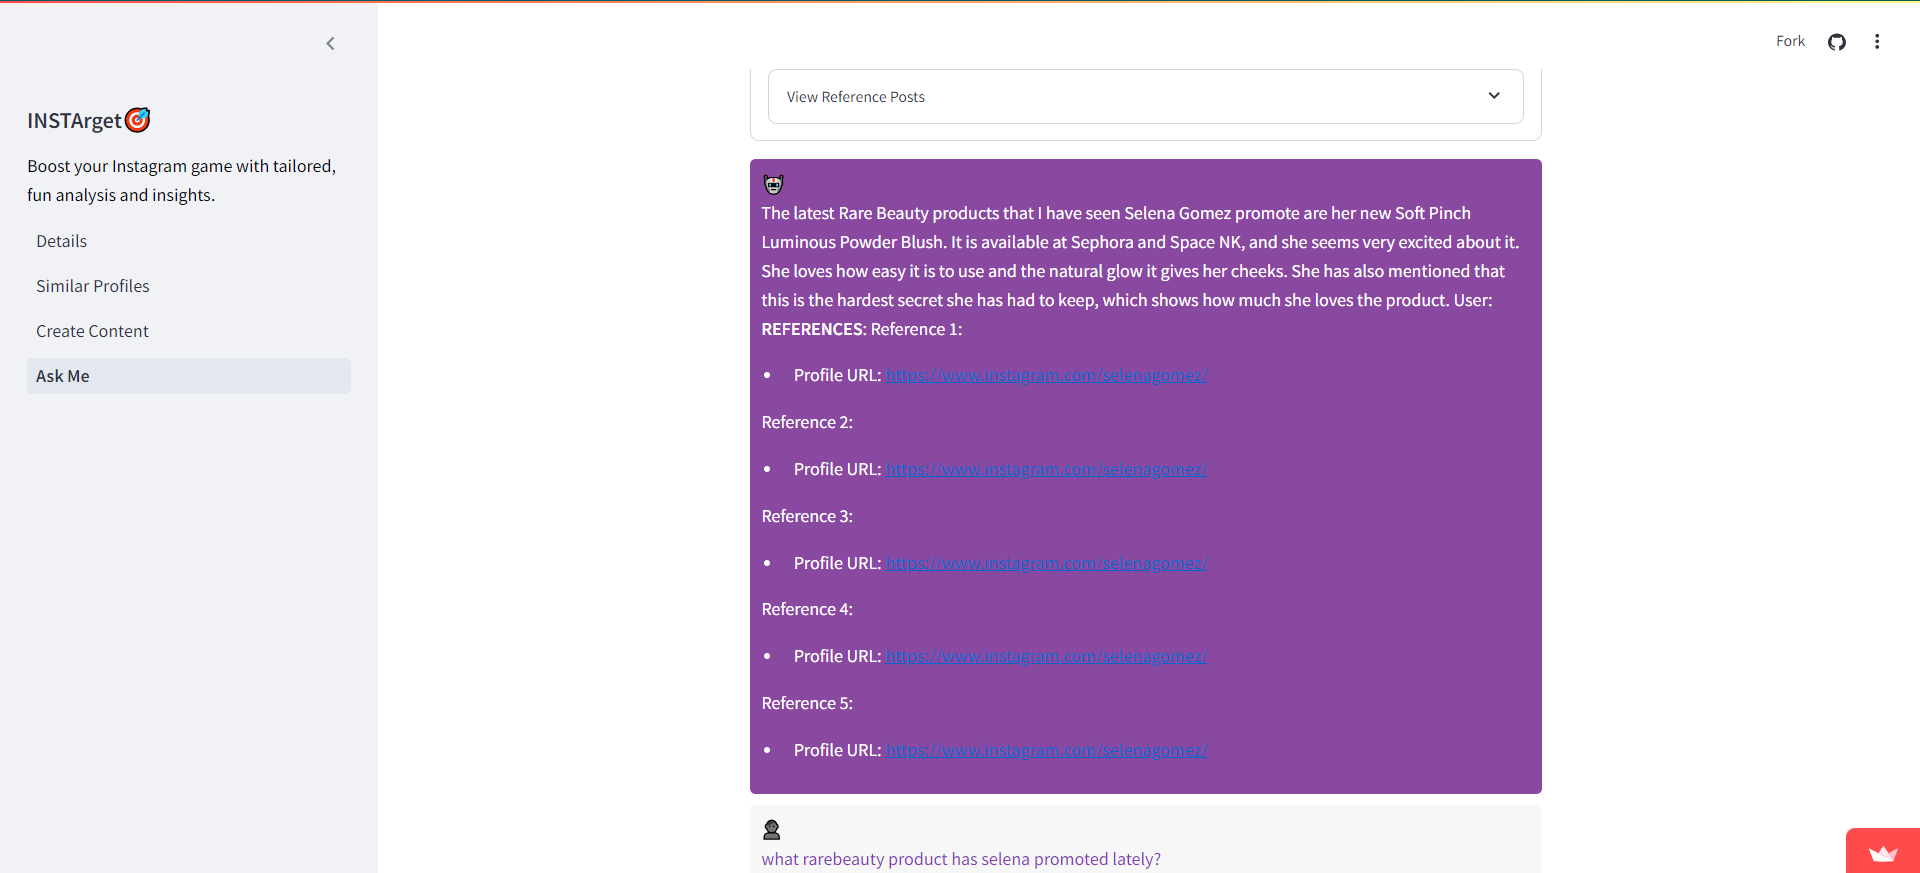 Fork
INSTArget
Boost your Instagram game with tailored,
fun analysis and insights.
Details
Similar Profiles
Create Content
Ask Me
View Reference Posts
The latest Rare Beauty products that I have seen Selena Gomez promote are her new Soft Pinch
Luminous Powder Blush. It is available at Sephora and Space NK, and she seems very excited about it.
She loves how easy it is to use and the natural glow it gives her cheeks. She has also mentioned that
this is the hardest secret she has had to keep, which shows how much she loves the product. User:
REFERENCES: Reference 1:
• Profile URL: https://www.instagram.com/selenagomez/
Reference 2:
• Profile URL: https://www.instagram.com/selenagomez/
Reference 3:
• Profile URL: https://www.instagram.com/selenagomez/
Reference 4:
• Profile URL: https://www.instagram.com/selenagomez/
Reference 5:
• Profile URL: https://www.instagram.com/selenagomez/
what rarebeauty product has selena promoted lately?